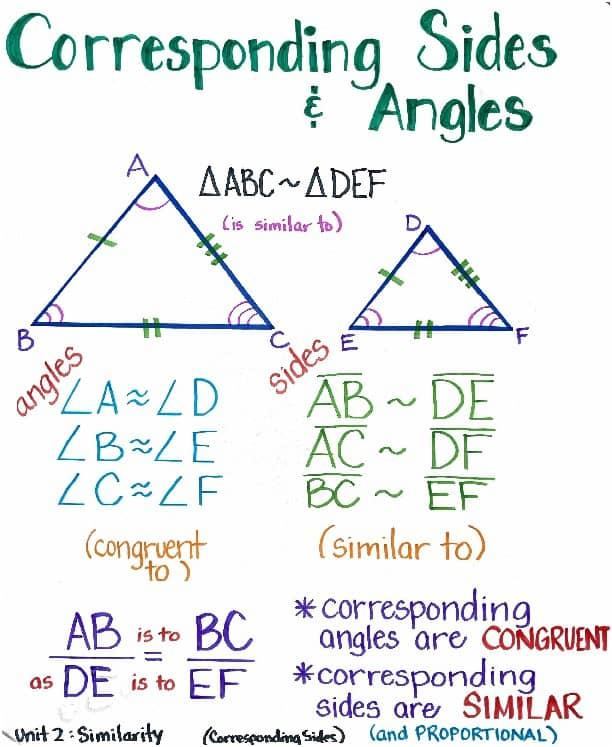 Corresponding Sides
& Angles
A
△ABC~△DEF
(is similar to)
D
B
C
E
F
angles
sides
∠A≈∠D
∠B≈∠E
∠C≈∠F
(congruent
to)
AB ~ DE
AC ~ DF
BC ~ EF
(similar to)
AB is to BC
=
as DE is to EF
*corresponding
angles are CONGRUENT
*corresponding
sides are SIMILAR
(and PROPORTIONAL)
Unit 2: Similarity
(Corresponding Sides)